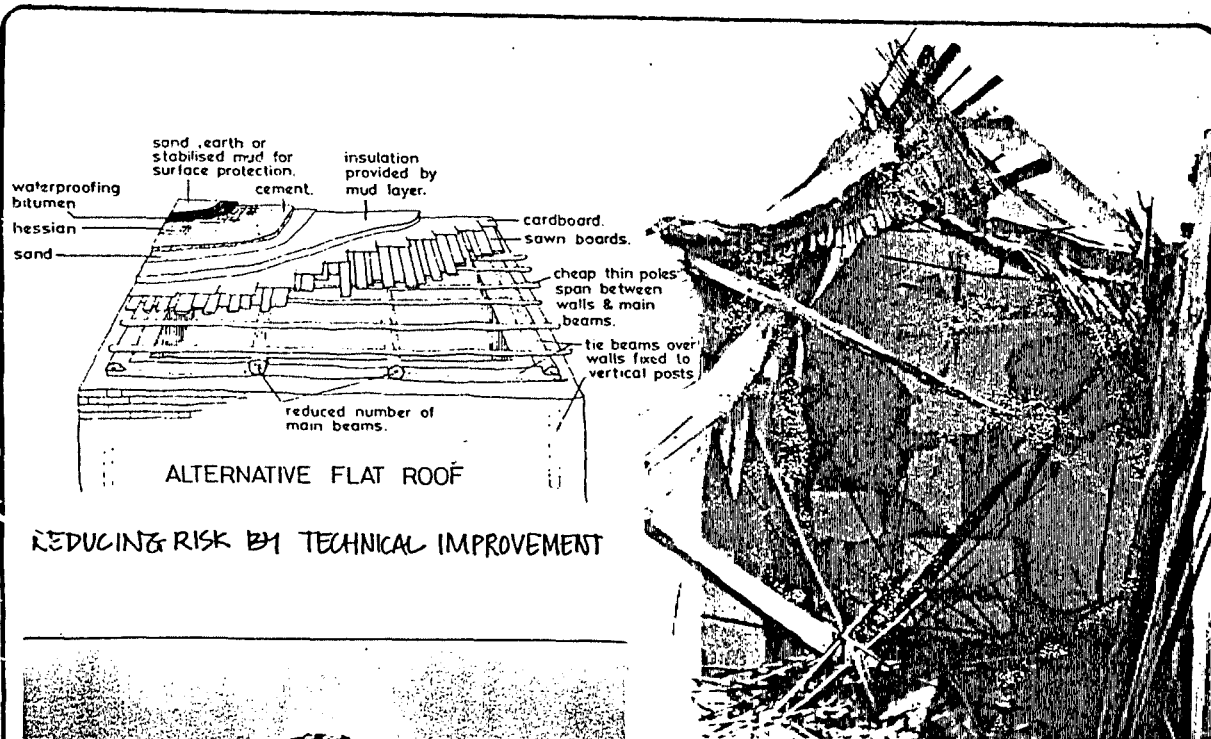 sand, earth or
stabilised mud for
surface protection.
cement.
insulation
provided by
mud layer.
waterproofing
bitumen
hessian
sand
cardboard.
sawn boards.
cheap thin poles
span between
walls & main
beams.
tie beams over
walls fixed to
vertical posts
reduced number of
main beams.
ALTERNATIVE FLAT ROOF
REDUCING RISK BY TECHNICAL IMPROVEMENT